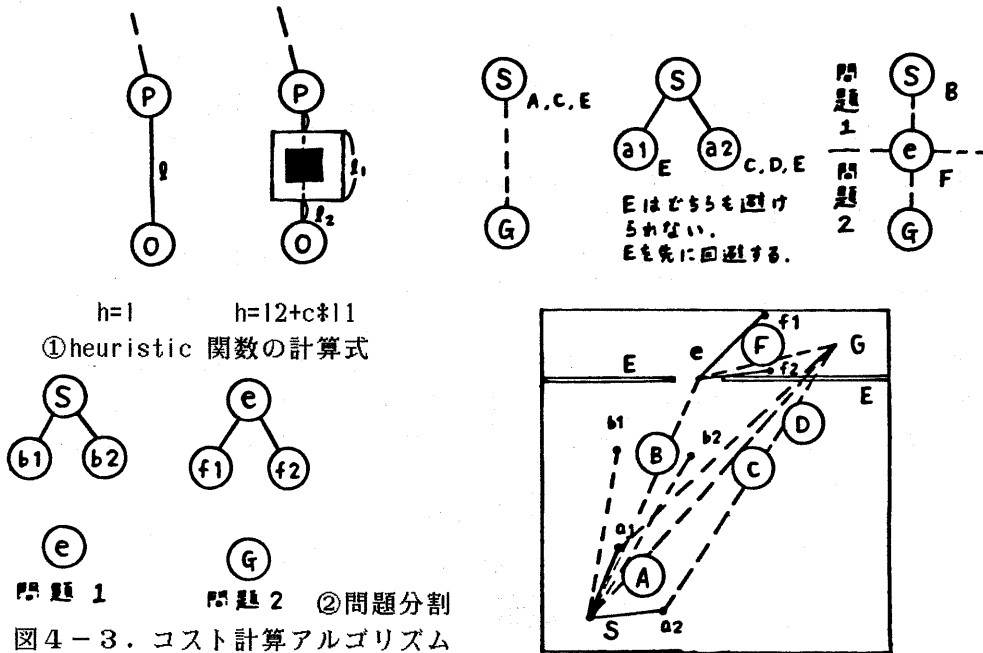 P
l
O
P
l1
l2
O
h=l
h=l2+c*l1
①heuristic 関数の計算式
S
A,C,E
G
S
a1
E
a2
C,D,E
Eはどちらも避け
られない.
Eを先に回避する.
問題1
問題2
S
B
e
F
G
S
b1
b2
e
f1
f2
e
問題 1
G
問題 2
②問題分割
図4-3.コスト計算アルゴリズム
f1
e
F
G
E
f2
E
b1
b2
D
B
C
a1
A
S
a2